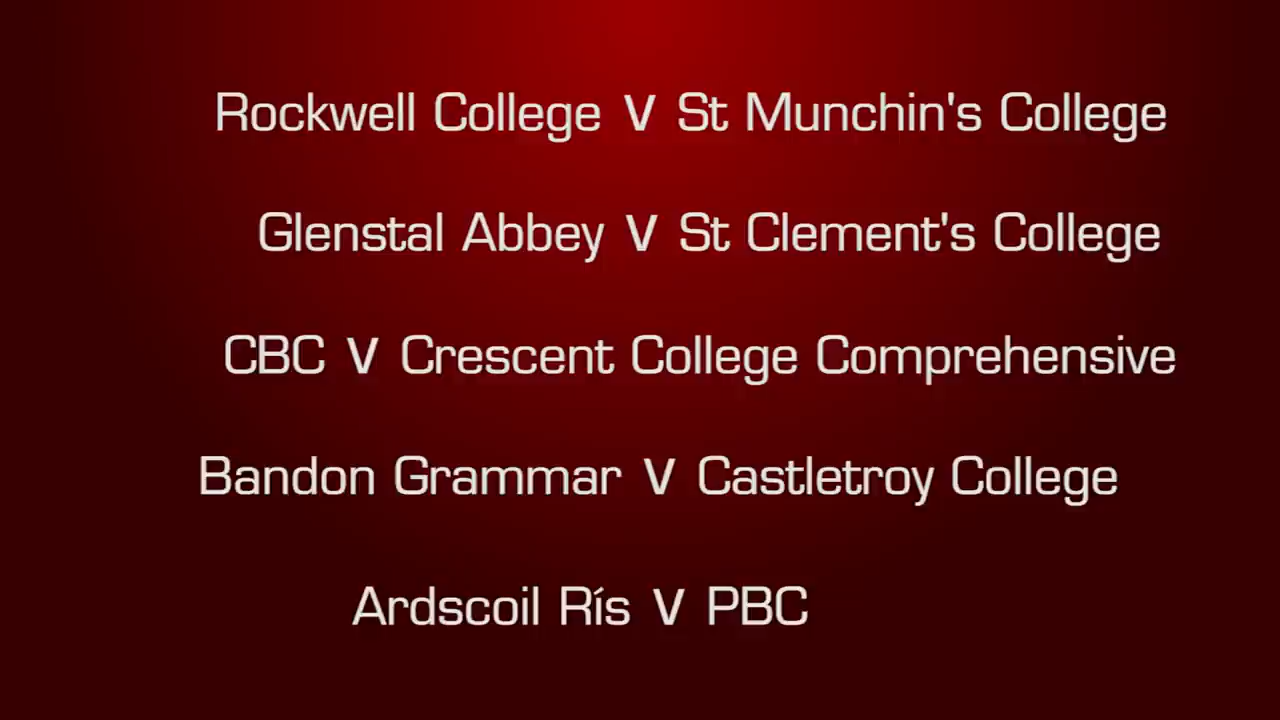 Rockwell College V St Munchin's College
Glenstal Abbey V St Clement's College
CBC V Crescent College Comprehensive
Bandon Grammar V Castletroy College
Ardscoil Rís V PBC